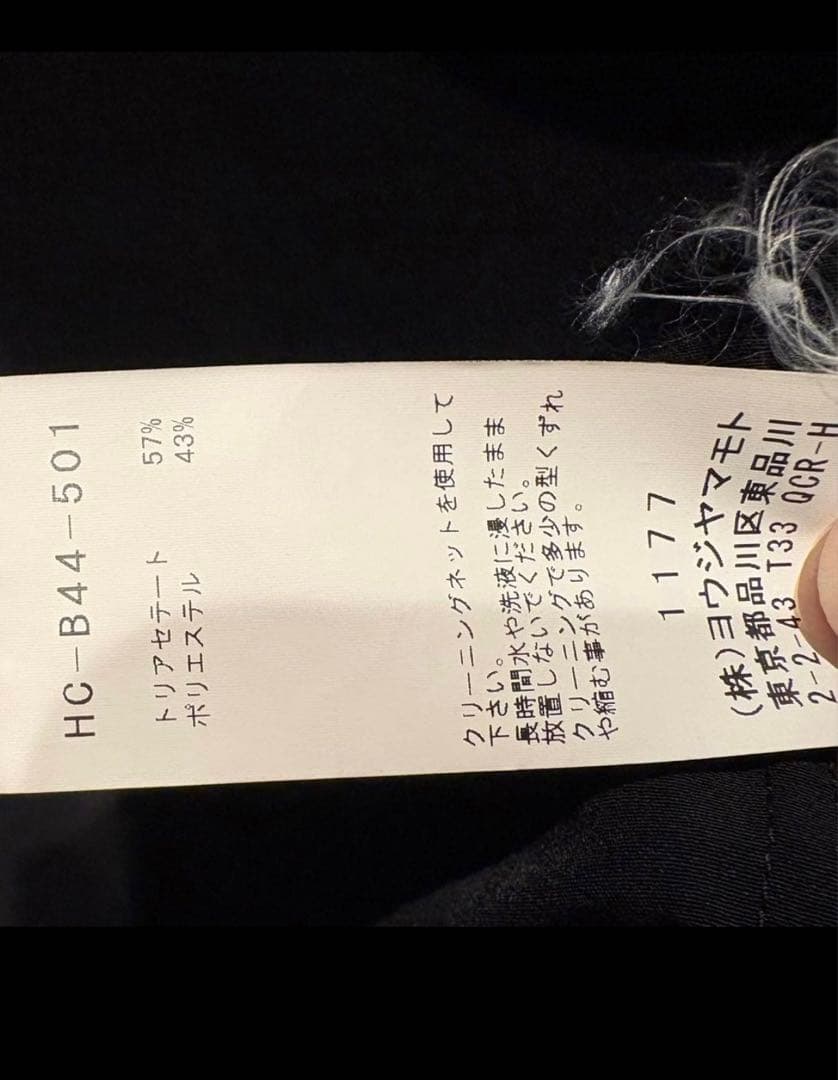 HC-B44-501
トリアセテート 57%
ポリエステル 43%
クリーニングネットを使用して
下さい。
長時間水や洗液に浸したまま
放置しないでください。
クリーニングで多少の型くずれ
や縮む事があります。
1177
(株)ヨウジヤマモト
東京都品川区東品川
2-2-43 T33 QCR-H